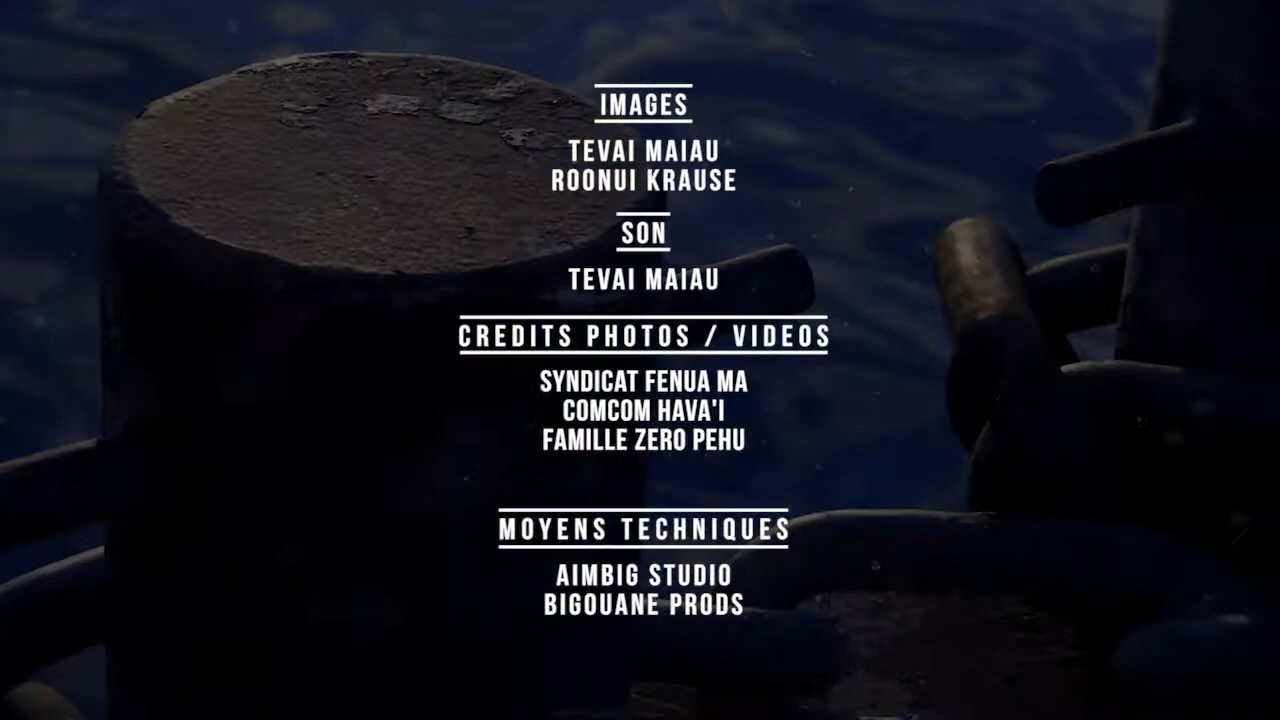 IMAGES
TEVAI MAIAU
ROONUI KRAUSE
SON
TEVAI MAIAU
CREDITS PHOTOS / VIDEOS
SYNDICAT FENUA MA
COMCOM HAVA'I
FAMILLE ZERO PEHU
MOYENS TECHNIQUES
AIMBIG STUDIO
BIGOUANE PRODS